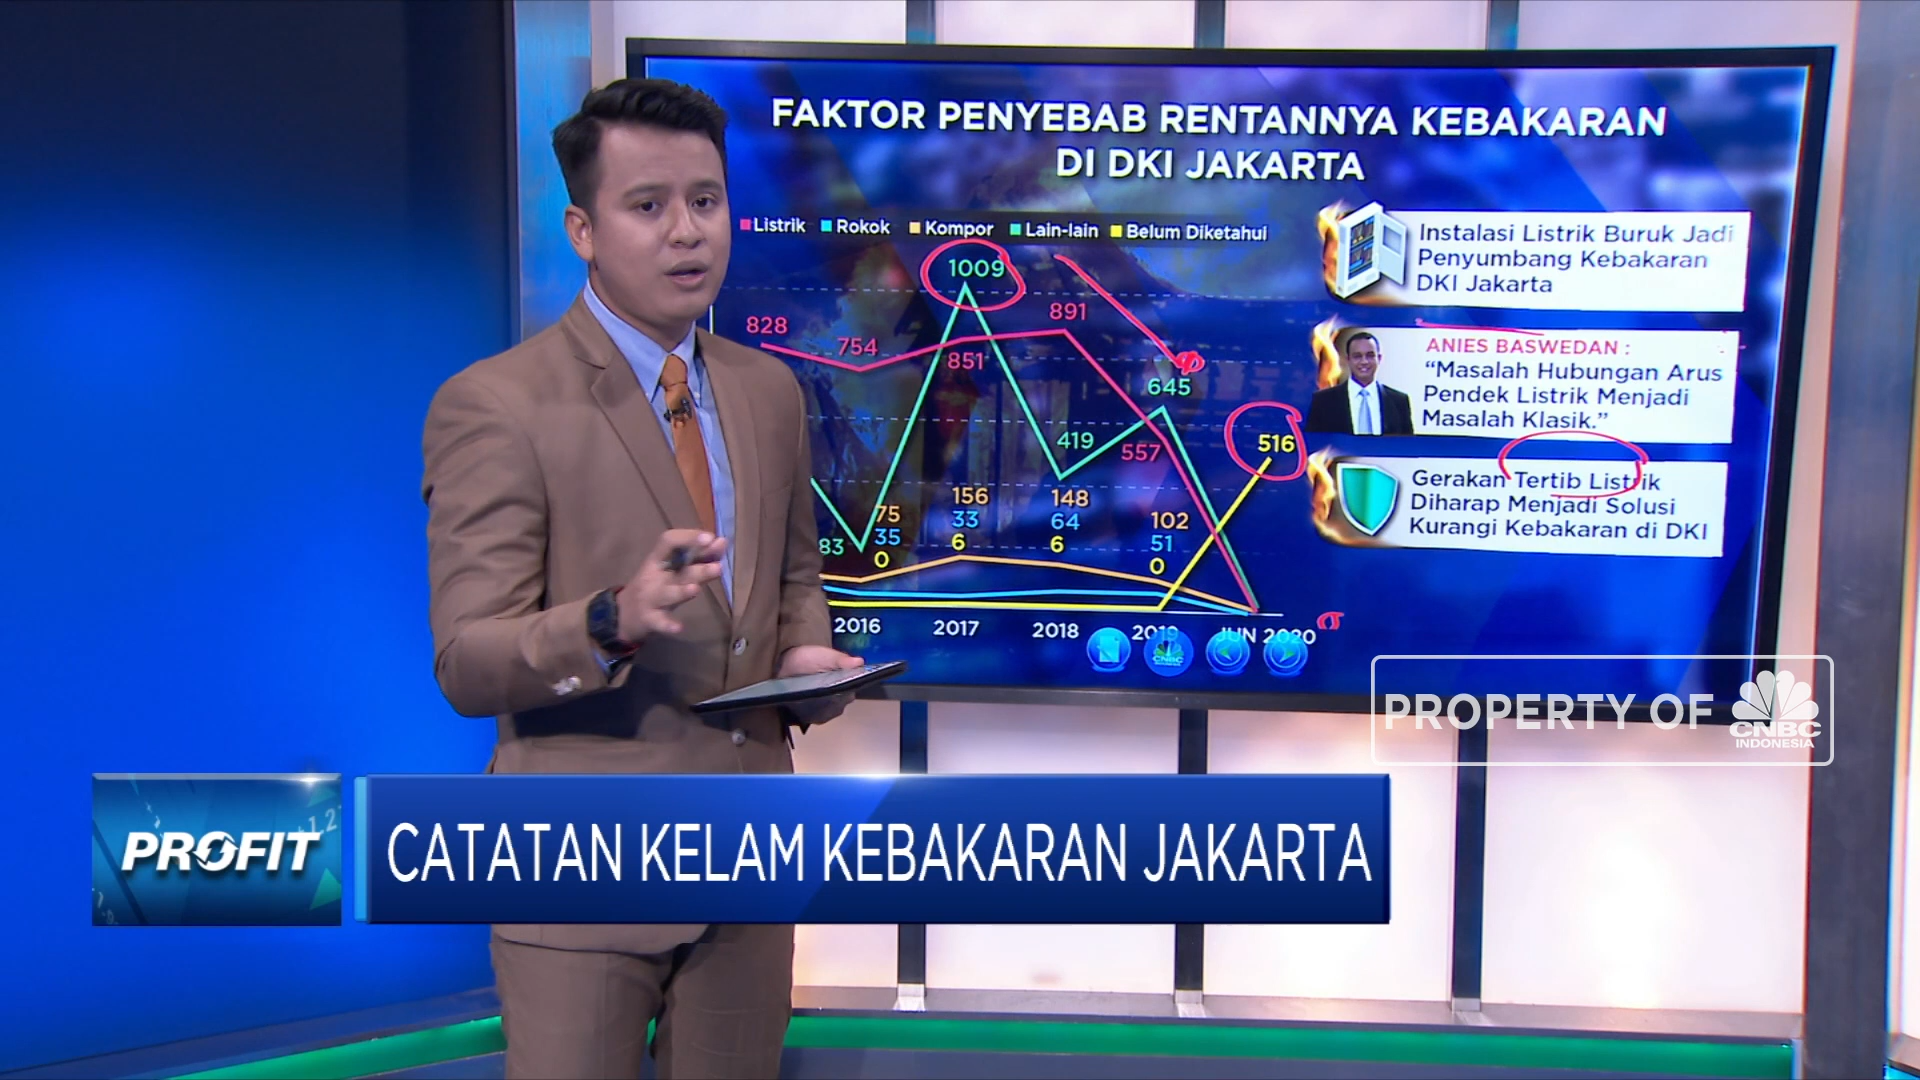 FAKTOR PENYEBAB RENTANNYA KEBAKARAN
DI DKI JAKARTA
Listrik Rokok Kompor Lain-lain Belum Diketahui
1009
828
754
851
891
645
419
557
516
83
75
35
0
156
33
6
148
64
6
102
51
0
2016 2017 2018 2019 JUN 2020
Instalasi Listrik Buruk Jadi
Penyumbang Kebakaran
DKI Jakarta
ANIES BASWEDAN :
“Masalah Hubungan Arus
Pendek Listrik Menjadi
Masalah Klasik.”
Gerakan Tertib Listrik
Diharap Menjadi Solusi
Kurangi Kebakaran di DKI
PROPERTY OF CNBC
INDONESIA
PROFIT
CATATAN KELAM KEBAKARAN JAKARTA